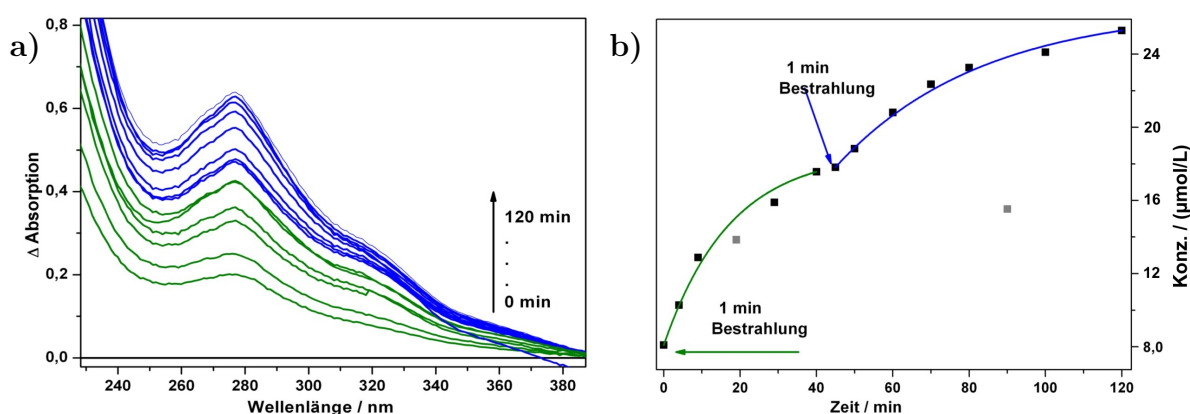 a)
0,8
0,6
0,4
0,2
0,0
Δ Absorption
120 min
.
.
.
0 min
240 260 280 300 320 340 360 380
Wellenlänge / nm
b)
1 min
Bestrahlung
1 min
Bestrahlung
24
20
16
12
8,0
Konz. / (µmol/L)
0 20 40 60 80 100 120
Zeit / min